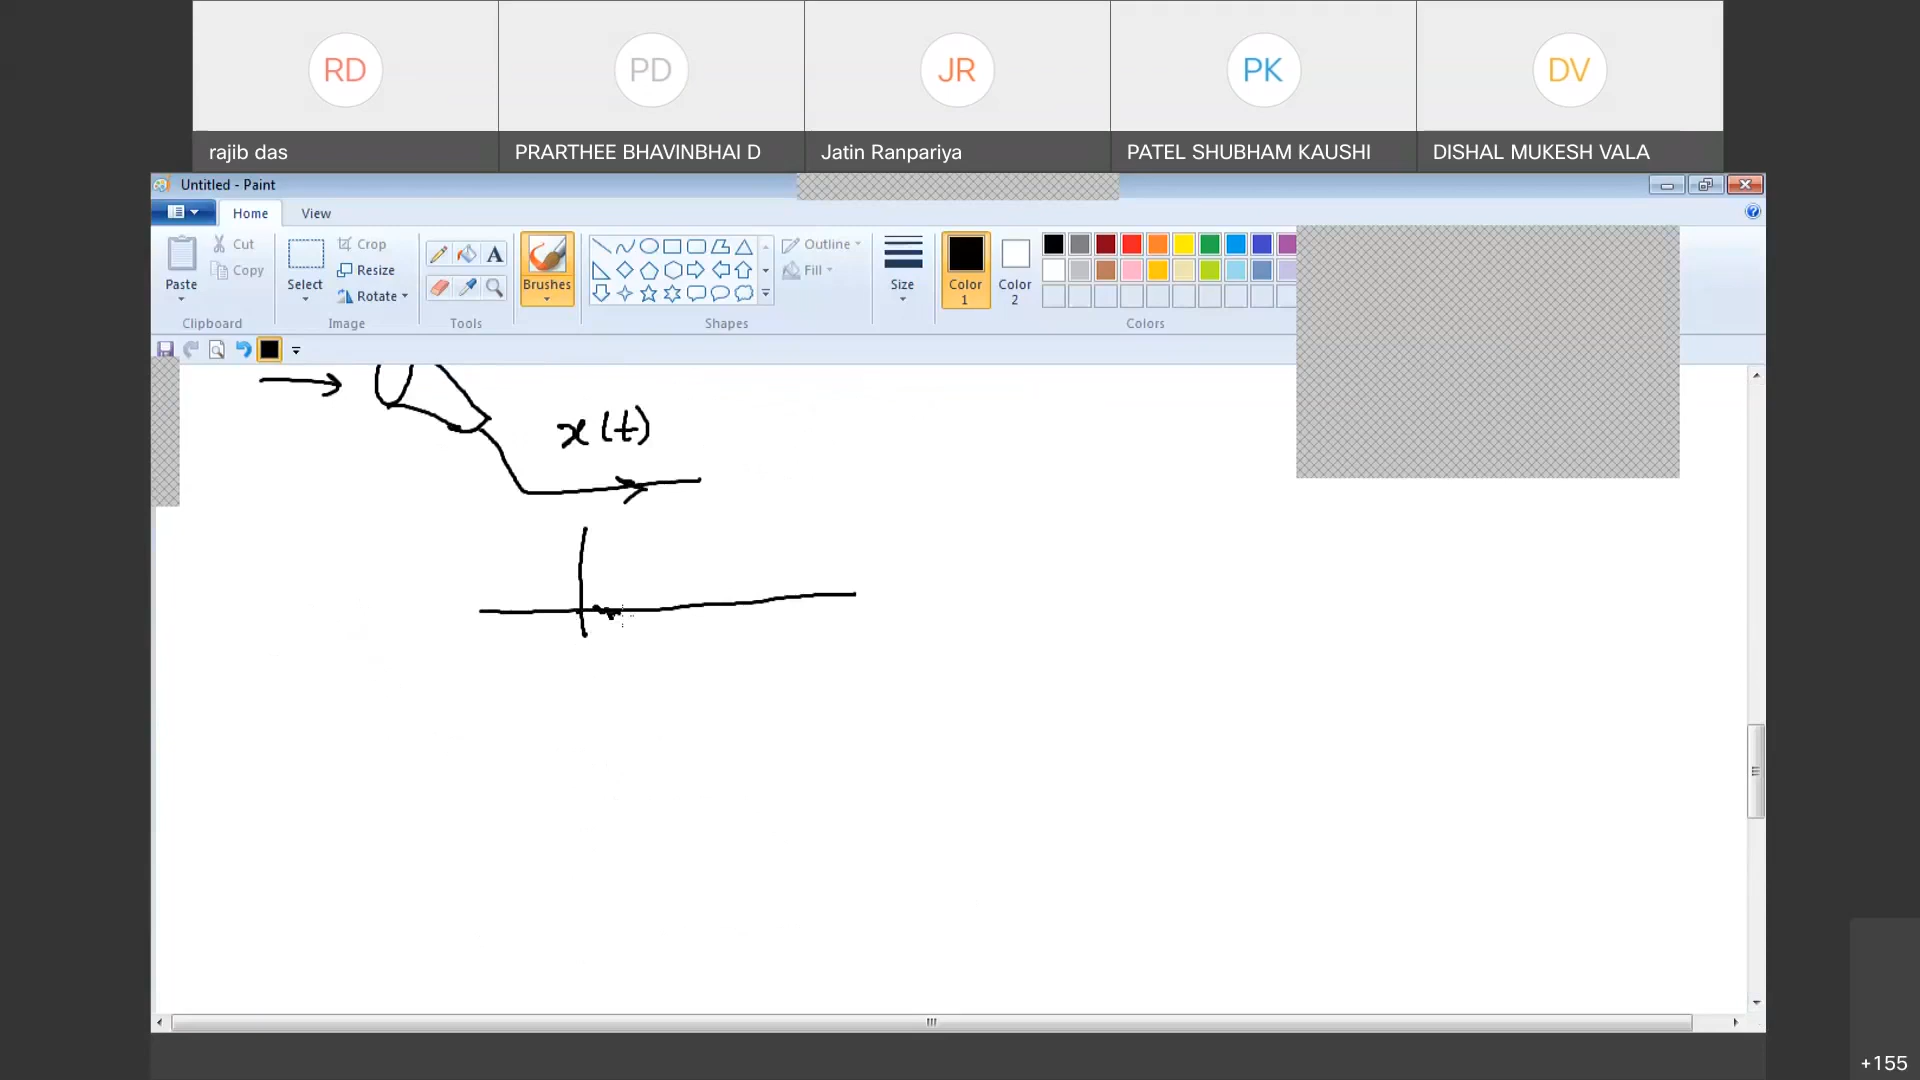 RD
PD
JR
PK
DV
rajib das
PRARTHEE BHAVINBHAI D
Jatin Ranpariya
PATEL SHUBHAM KAUSHI
DISHAL MUKESH VALA
Untitled - Paint
Home
View
Cut
Copy
Paste
Clipboard
Crop
Resize
Rotate
Select
Image
A
Tools
Brushes
Outline
Fill
Shapes
Size
Color 1
Color 2
Colors
x(t)
+155